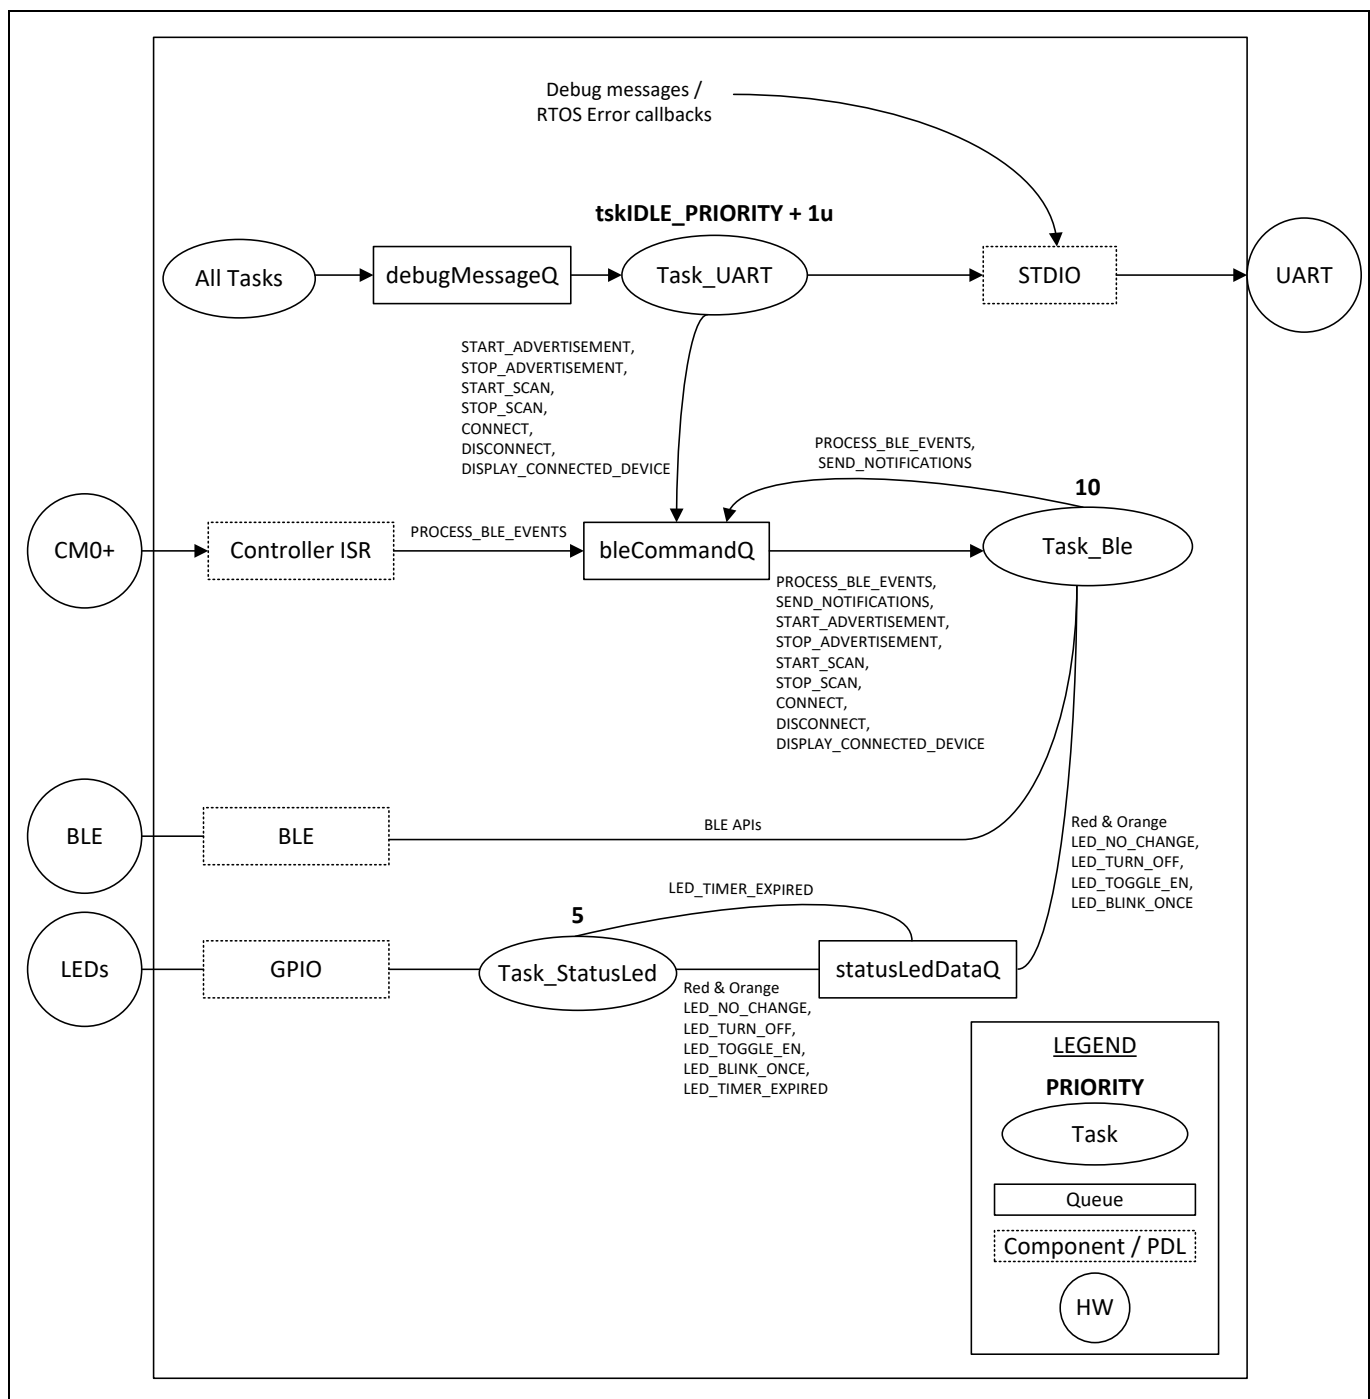 Debug messages /
RTOS Error callbacks
tskIDLE_PRIORITY + 1u
All Tasks
debugMessageQ
Task_UART
STDIO
UART
START_ADVERTISEMENT,
STOP_ADVERTISEMENT,
START_SCAN,
STOP_SCAN,
CONNECT,
DISCONNECT,
DISPLAY_CONNECTED_DEVICE
PROCESS_BLE_EVENTS,
SEND_NOTIFICATIONS
10
CM0+
Controller ISR
PROCESS_BLE_EVENTS
bleCommandQ
Task_Ble
PROCESS_BLE_EVENTS,
SEND_NOTIFICATIONS,
START_ADVERTISEMENT,
STOP_ADVERTISEMENT,
START_SCAN,
STOP_SCAN,
CONNECT,
DISCONNECT,
DISPLAY_CONNECTED_DEVICE
BLE
BLE
BLE APIs
Red & Orange
LED_NO_CHANGE,
LED_TURN_OFF,
LED_TOGGLE_EN,
LED_BLINK_ONCE
LED_TIMER_EXPIRED
5
LEDs
GPIO
Task_StatusLed
statusLedDataQ
Red & Orange
LED_NO_CHANGE,
LED_TURN_OFF,
LED_TOGGLE_EN,
LED_BLINK_ONCE,
LED_TIMER_EXPIRED
LEGEND
PRIORITY
Task
Queue
Component / PDL
HW